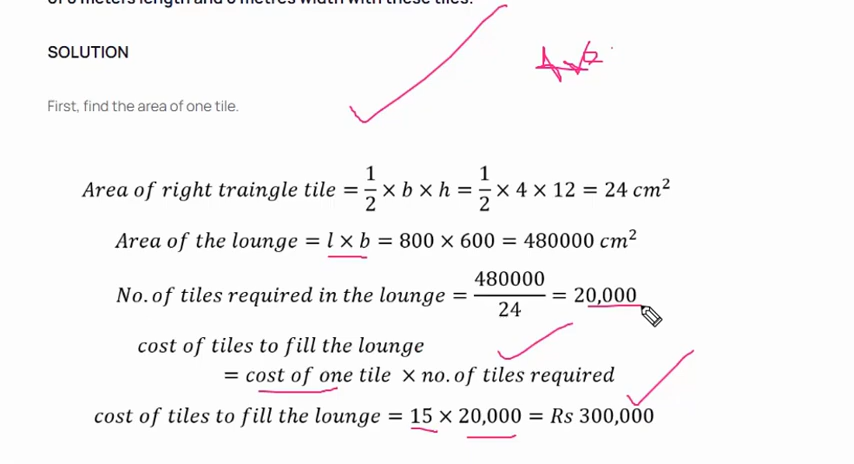 SOLUTION
First, find the area of one tile.
Area of right traingle tile = 1/2 × b × h = 1/2 × 4 × 12 = 24 cm²
Area of the lounge = l × b = 800 × 600 = 480000 cm²
No. of tiles required in the lounge = 480000/24 = 20,000
cost of tiles to fill the lounge
= cost of one tile × no. of tiles required
cost of tiles to fill the lounge = 15 × 20,000 = Rs 300,000